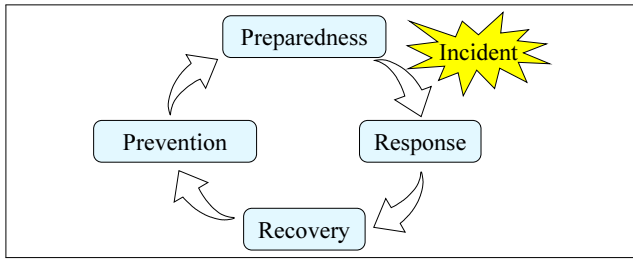 Preparedness
Incident
Prevention
Response
Recovery